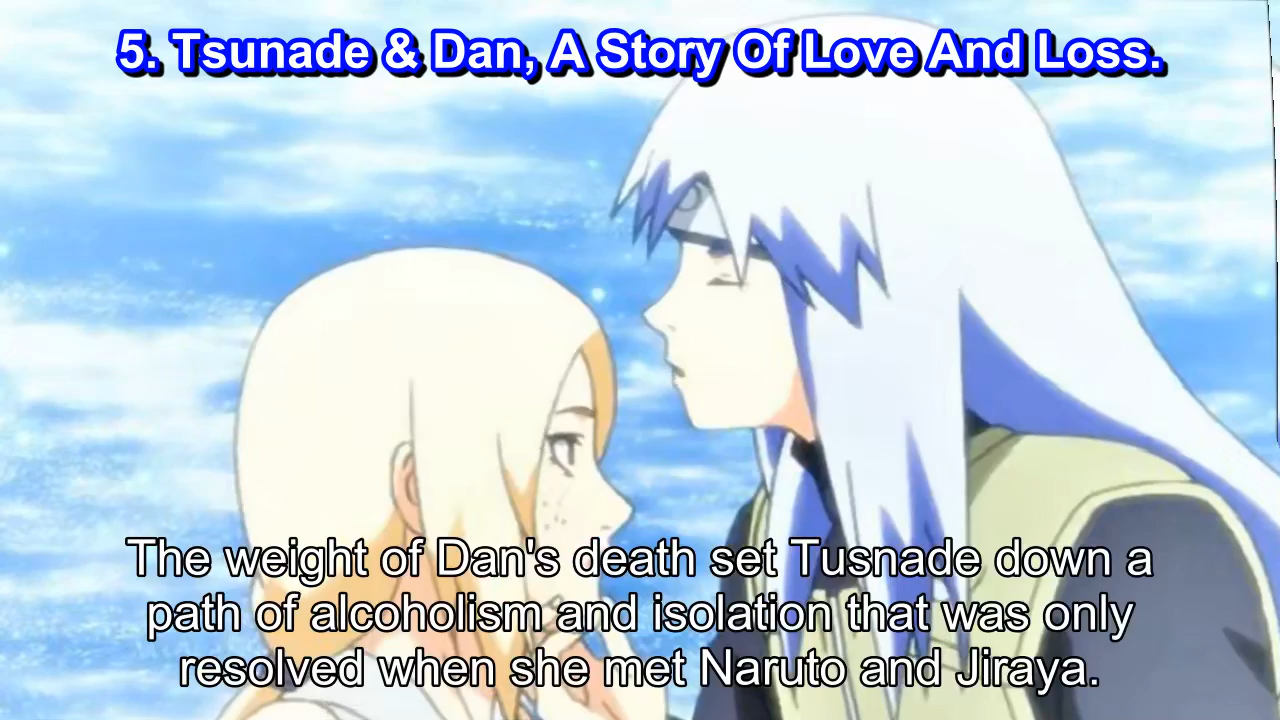 5. Tsunade & Dan, A Story Of Love And Loss.
The weight of Dan's death set Tusnade down a
path of alcoholism and isolation that was only
resolved when she met Naruto and Jiraya.